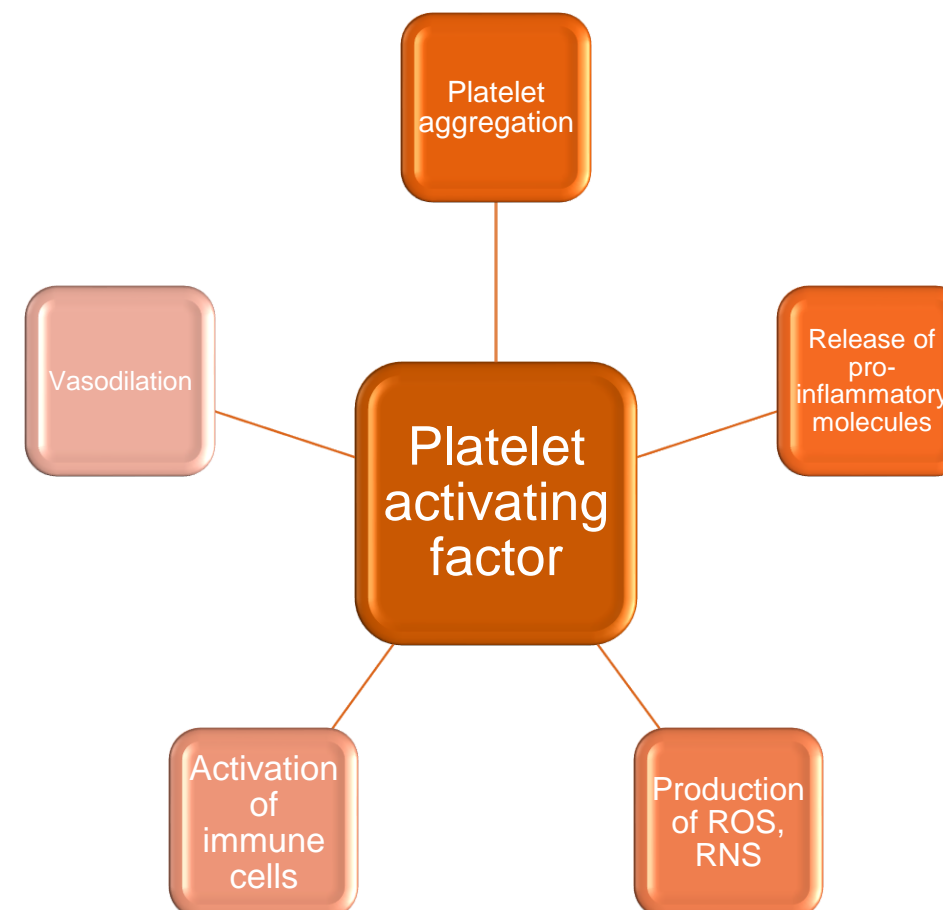 Platelet
aggregation
Release of
pro-
inflammatory
molecules
Vasodilation
Platelet
activating
factor
Activation
of
immune
cells
Production
of ROS,
RNS